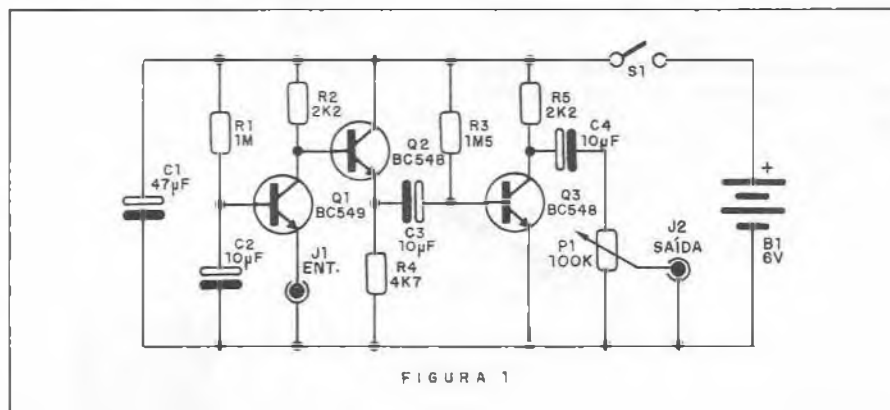 S1
R2
2K2
R5
2K2
C4
10µF
R1
1M
Q2
BC548
R3
1M5
C1
47µF
Q1
BC549
Q3
BC548
+
C2
10µF
J1
ENT.
C3
10µF
R4
4K7
P1
100K
J2
SAÍDA
B1
6V
FIGURA 1